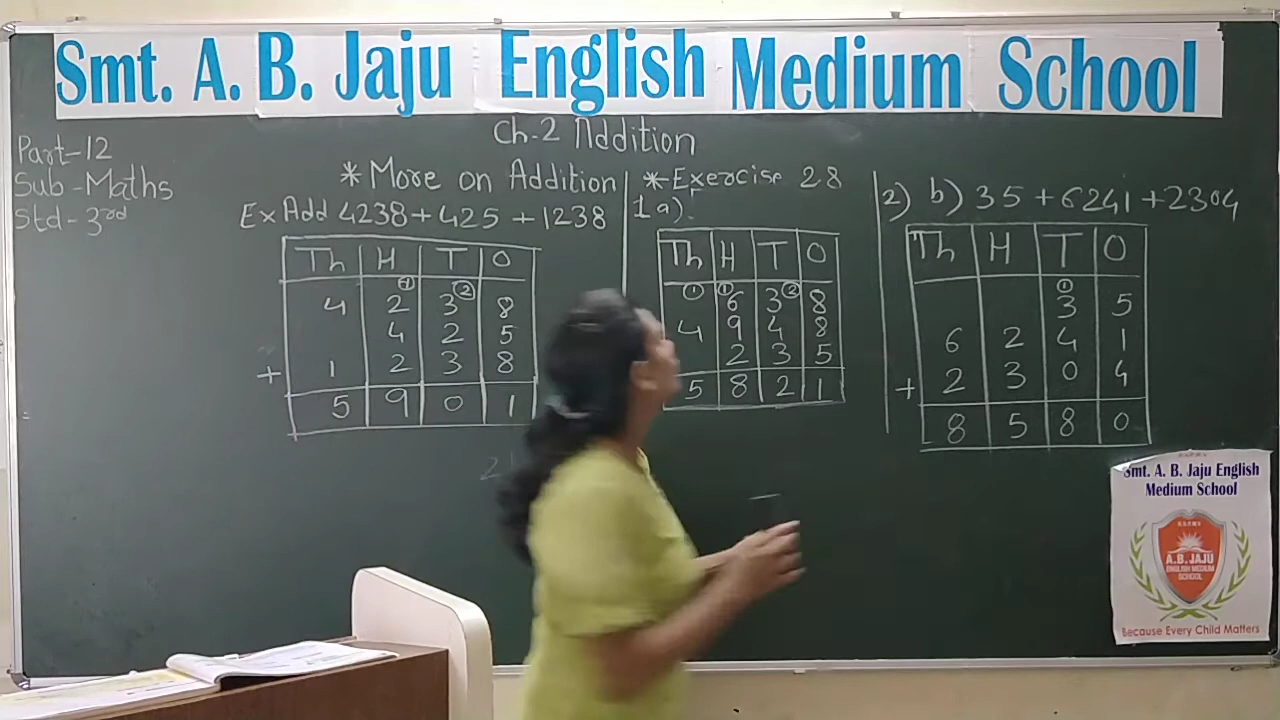 Smt. A. B. Jaju English Medium School
Ch-2 Addition
Part-12
Sub-Maths
Std-3rd
* More on Addition
Ex Add 4238+425+1238
Th H T O
① ②
4 2 3 8
4 2 5
+ 1 2 3 8
5 9 0 1
* Exercise 28
1 a)
Th H T O
① ① ②
6 3 8
4 9 4 8
2 3 5
5 8 2 1
2) b) 35+6241+2304
Th H T O
①
3 5
6 2 4 1
+ 2 3 0 4
8 5 8 0
Smt. A. B. Jaju English
Medium School
A.B. JAJU
ENGLISH MEDIUM
SCHOOL
Because Every Child Matters